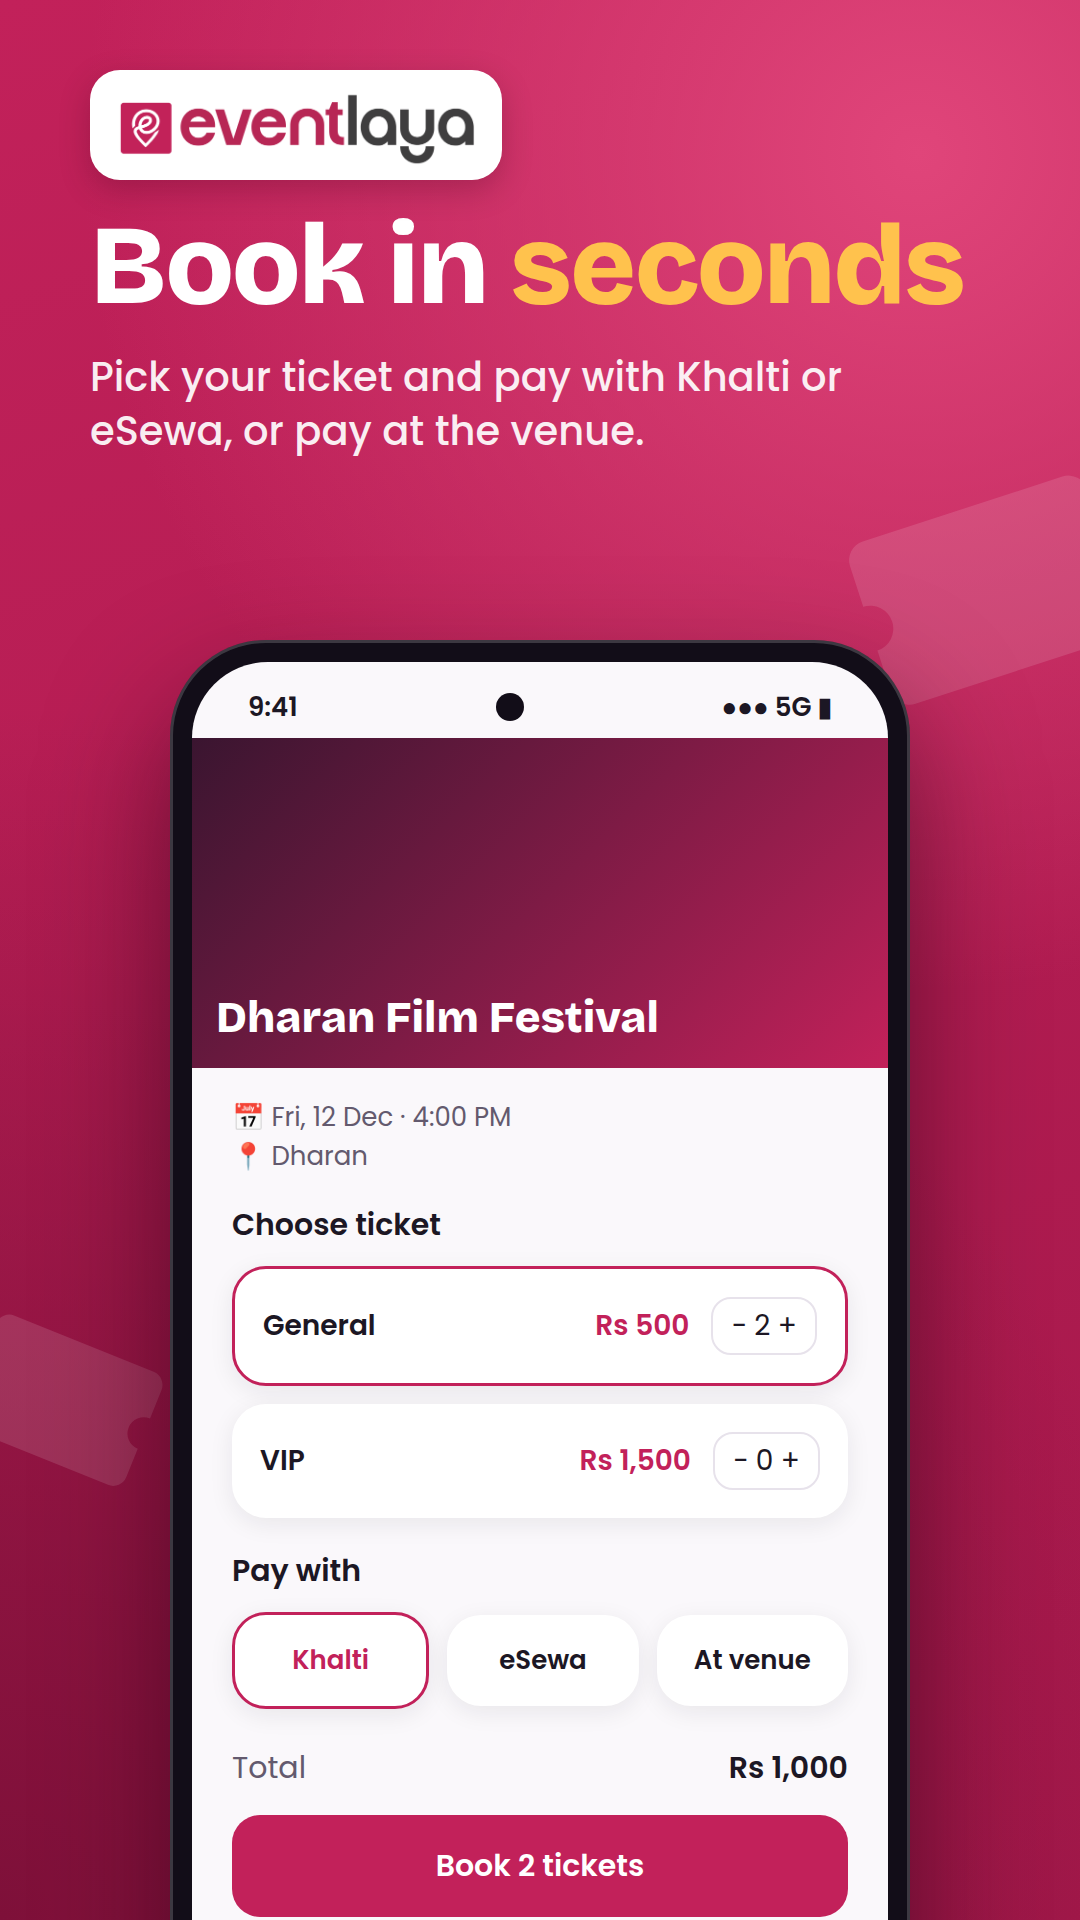 eventlaya
Book in seconds
Pick your ticket and pay with Khalti or
eSewa, or pay at the venue.
9:41 ●●● 5G ▮
Dharan Film Festival
📅 Fri, 12 Dec · 4:00 PM
📍 Dharan
Choose ticket
General Rs 500 − 2 +
VIP Rs 1,500 − 0 +
Pay with
Khalti eSewa At venue
Total Rs 1,000
Book 2 tickets